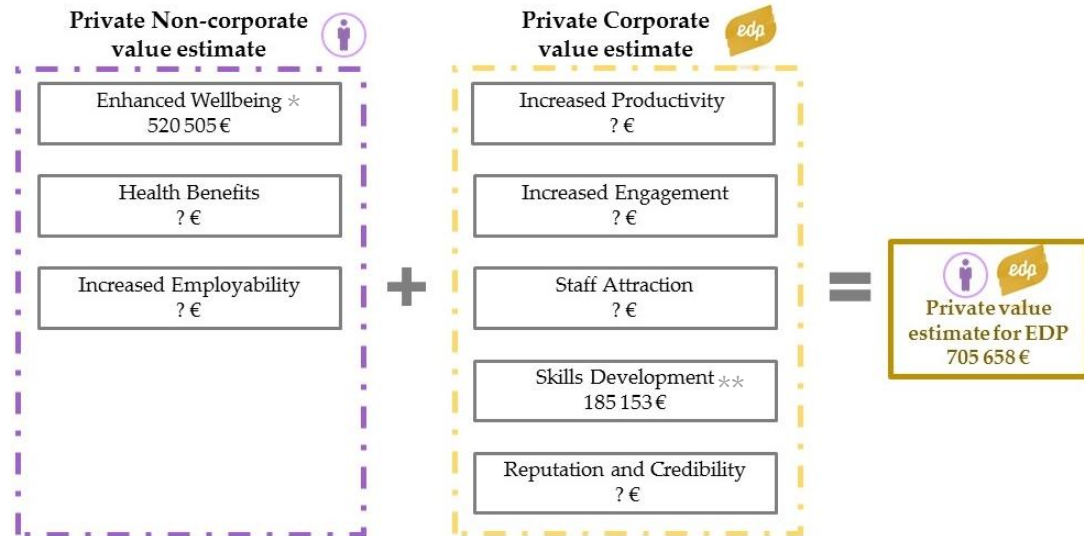 Private Non-corporate
value estimate
Enhanced Wellbeing *
520 505 €
Health Benefits
? €
Increased Employability
? €
+
Private Corporate
value estimate
edp
Increased Productivity
? €
Increased Engagement
? €
Staff Attraction
? €
Skills Development **
185 153 €
Reputation and Credibility
? €
=
edp
Private value
estimate for EDP
705 658 €